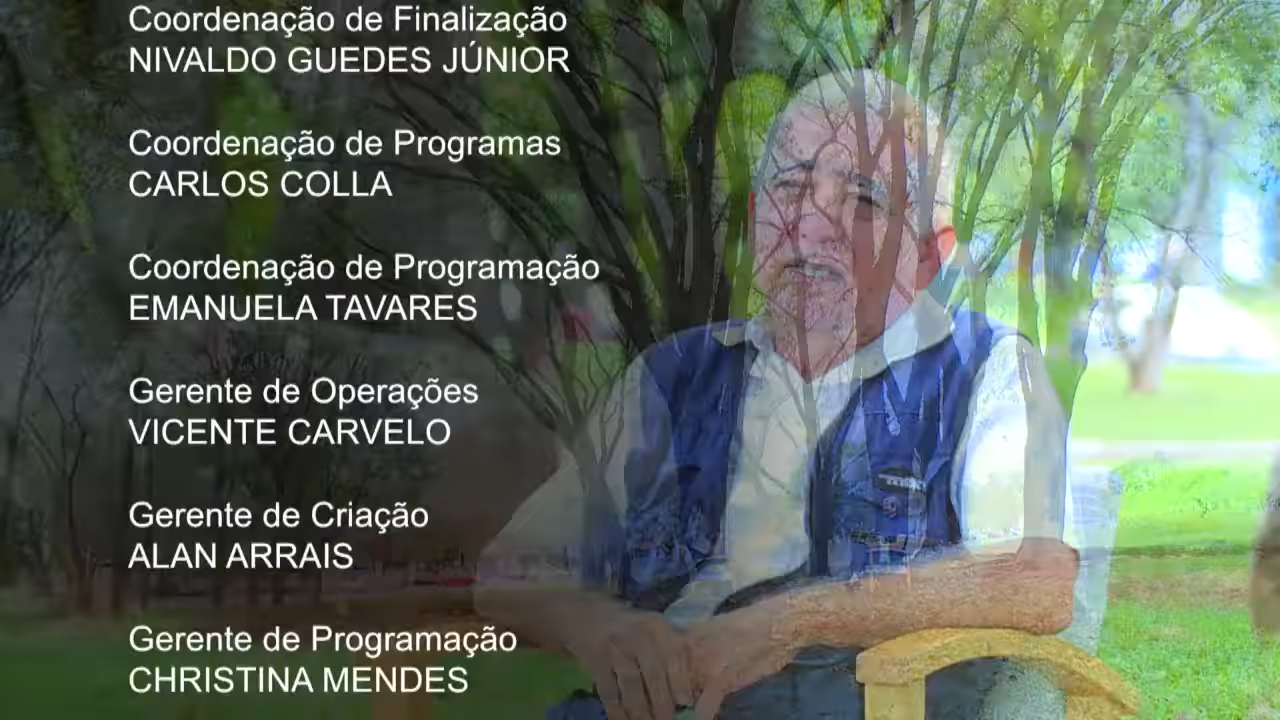 Coordenação de Finalização
NIVALDO GUEDES JÚNIOR
Coordenação de Programas
CARLOS COLLA
Coordenação de Programação
EMANUELA TAVARES
Gerente de Operações
VICENTE CARVELO
Gerente de Criação
ALAN ARRAIS
Gerente de Programação
CHRISTINA MENDES